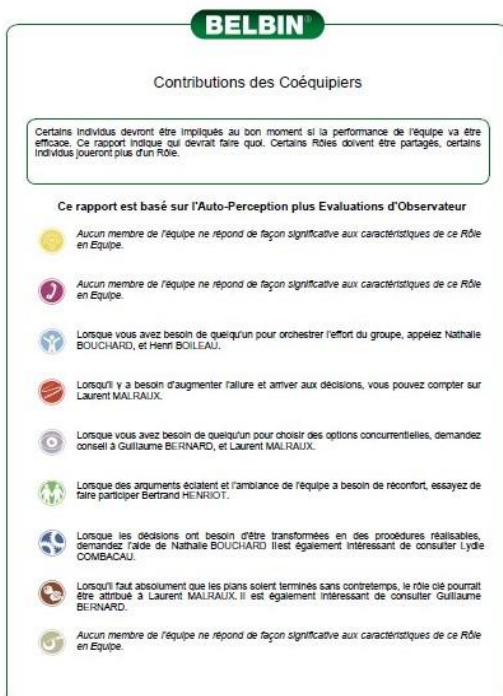 BELBIN®
Contributions des Coéquipiers
Certains individus devront être impliqués au bon moment si la performance de l'équipe va être
efficace. Ce rapport indique qui devrait faire quoi. Certains Rôles doivent être partagés, certains
individus joueront plus d'un Rôle.
Ce rapport est basé sur l'Auto-Perception plus Evaluations d'Observateur
Aucun membre de l'équipe ne répond de façon significative aux caractéristiques de ce Rôle
en Equipe.
Aucun membre de l'équipe ne répond de façon significative aux caractéristiques de ce Rôle
en Equipe.
Lorsque vous avez besoin de quelqu'un pour orchestrer l'effort du groupe, appelez Nathalie
BOUCHARD, et Henri BOILEAU.
Lorsqu'il y a besoin d'augmenter l'allure et arriver aux décisions, vous pouvez compter sur
Laurent MALRAUX.
Lorsque vous avez besoin de quelqu'un pour choisir des options concurrentielles, demandez
conseil à Guillaume BERNARD, et Laurent MALRAUX.
Lorsque des arguments éclatent et l'ambiance de l'équipe a besoin de réconfort, essayez de
faire participer Bertrand HENRIOT.
Lorsque les décisions ont besoin d'être transformées en des procédures réalisables,
demandez l'aide de Nathalie BOUCHARD Ilest également intéressant de consulter Lydie
COMBACAU.
Lorsqu'il faut absolument que les plans soient terminés sans contretemps, le rôle clé pourrait
être attribué à Laurent MALRAUX. Il est également intéressant de consulter Guillaume
BERNARD.
Aucun membre de l'équipe ne répond de façon significative aux caractéristiques de ce Rôle
en Equipe.